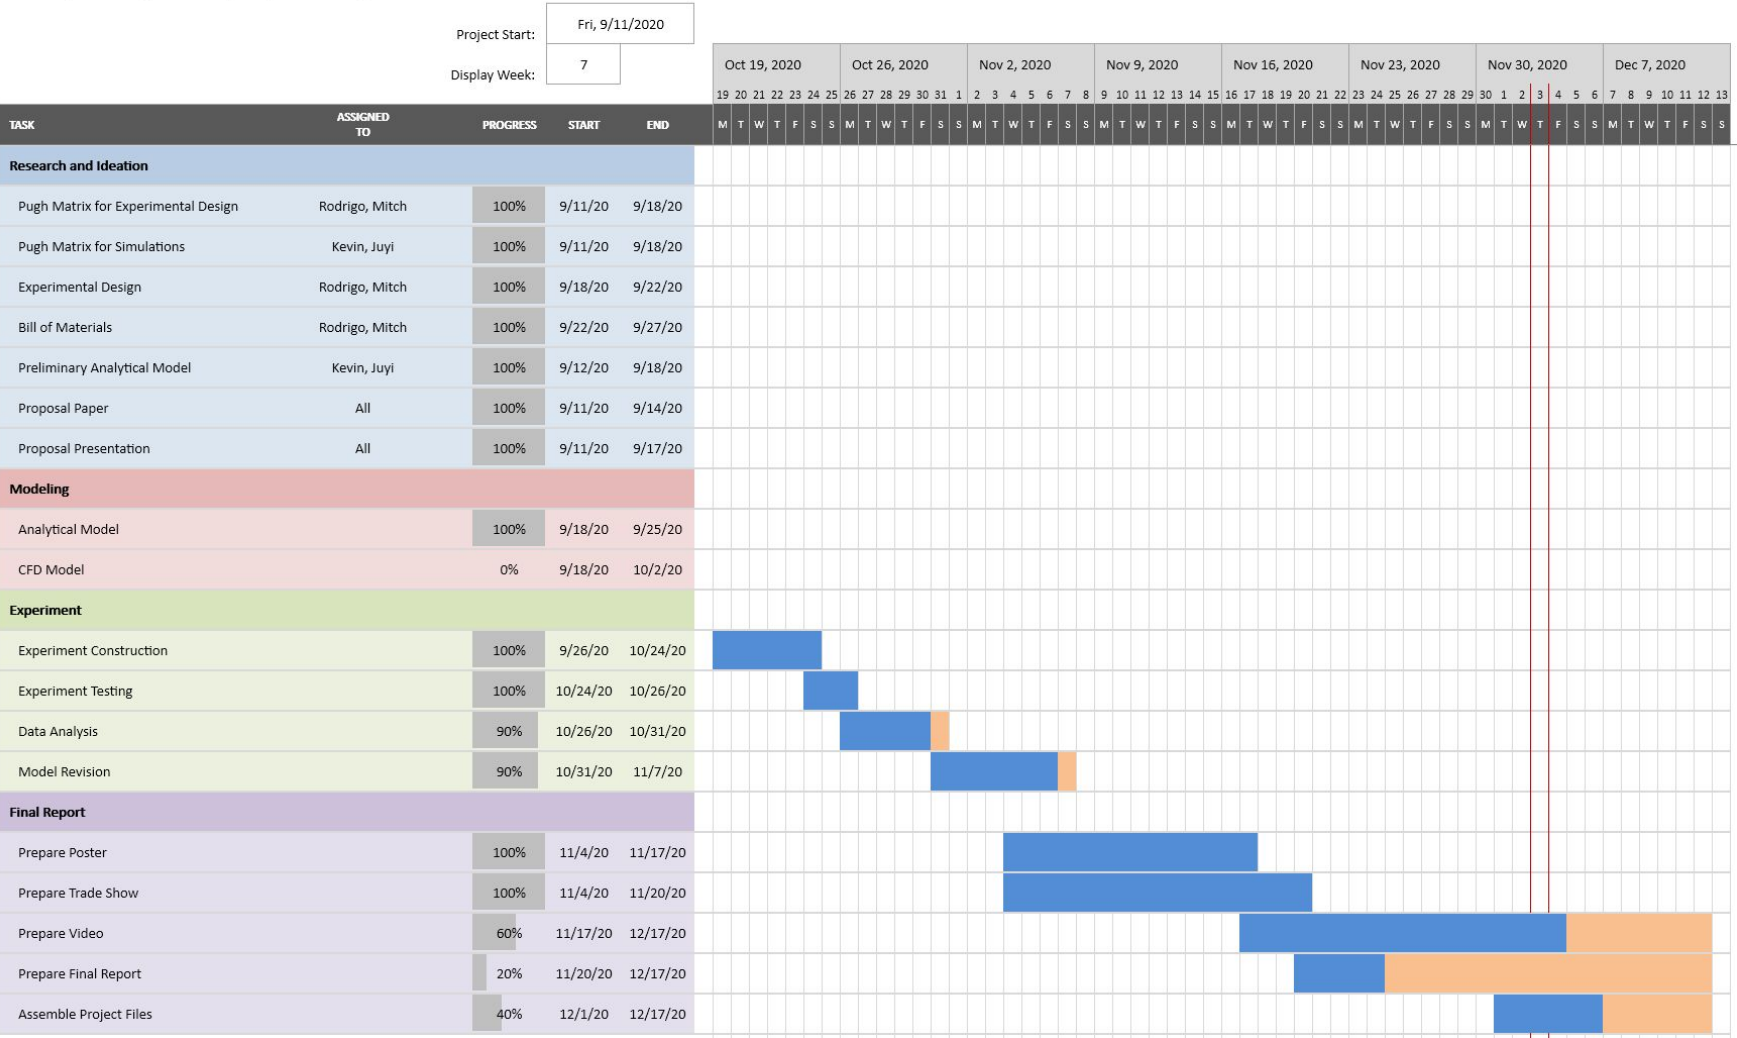 Project Start: Fri, 9/11/2020
Display Week: 7
Oct 19, 2020 Oct 26, 2020 Nov 2, 2020 Nov 9, 2020 Nov 16, 2020 Nov 23, 2020 Nov 30, 2020 Dec 7, 2020
19 20 21 22 23 24 25 26 27 28 29 30 31 1 2 3 4 5 6 7 8 9 10 11 12 13 14 15 16 17 18 19 20 21 22 23 24 25 26 27 28 29 30 1 2 3 4 5 6 7 8 9 10 11 12 13
TASK ASSIGNED TO PROGRESS START END M T W T F S S M T W T F S S M T W T F S S M T W T F S S M T W T F S S M T W T F S S M T W T F S S M T W T F S S
Research and Ideation
Pugh Matrix for Experimental Design Rodrigo, Mitch 100% 9/11/20 9/18/20
Pugh Matrix for Simulations Kevin, Juyi 100% 9/11/20 9/18/20
Experimental Design Rodrigo, Mitch 100% 9/18/20 9/22/20
Bill of Materials Rodrigo, Mitch 100% 9/22/20 9/27/20
Preliminary Analytical Model Kevin, Juyi 100% 9/12/20 9/18/20
Proposal Paper All 100% 9/11/20 9/14/20
Proposal Presentation All 100% 9/11/20 9/17/20
Modeling
Analytical Model 100% 9/18/20 9/25/20
CFD Model 0% 9/18/20 10/2/20
Experiment
Experiment Construction 100% 9/26/20 10/24/20
Experiment Testing 100% 10/24/20 10/26/20
Data Analysis 90% 10/26/20 10/31/20
Model Revision 90% 10/31/20 11/7/20
Final Report
Prepare Poster 100% 11/4/20 11/17/20
Prepare Trade Show 100% 11/4/20 11/20/20
Prepare Video 60% 11/17/20 12/17/20
Prepare Final Report 20% 11/20/20 12/17/20
Assemble Project Files 40% 12/1/20 12/17/20